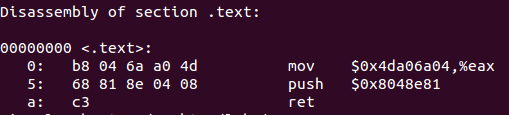 Disassembly of section .text:
00000000 <.text>:
0: b8 04 6a a0 4d mov $0x4da06a04,%eax
5: 68 81 8e 04 08 push $0x8048e81
a: c3 ret